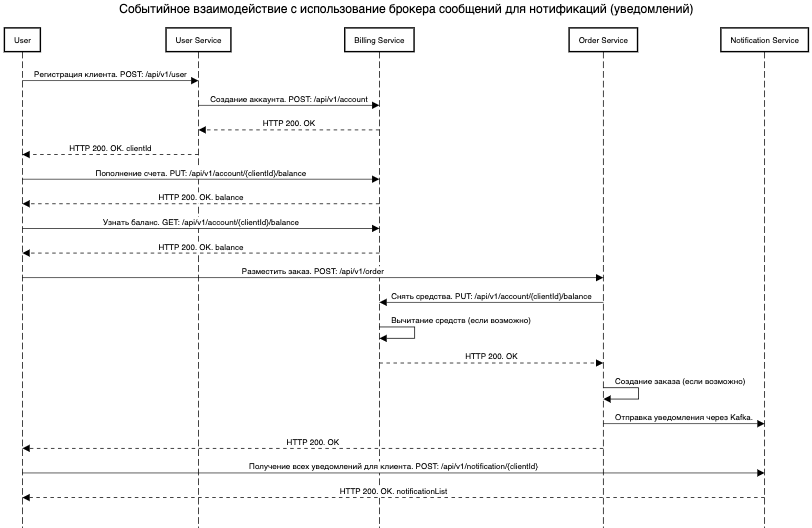 Событийное взаимодействие с использование брокера сообщений для нотификаций (уведомлений)
User
User Service
Billing Service
Order Service
Notification Service
Регистрация клиента. POST: /api/v1/user
Создание аккаунта. POST: /api/v1/account
HTTP 200. OK
HTTP 200. OK. clientId
Пополнение счета. PUT: /api/v1/account/{clientId}/balance
HTTP 200. OK. balance
Узнать баланс. GET: /api/v1/account/{clientId}/balance
HTTP 200. OK. balance
Разместить заказ. POST: /api/v1/order
Снять средства. PUT: /api/v1/account/{clientId}/balance
Вычитание средств (если возможно)
HTTP 200. OK
Создание заказа (если возможно)
Отправка уведомления через Kafka.
HTTP 200. OK
Получение всех уведомлений для клиента. POST: /api/v1/notification/{clientId}
HTTP 200. OK. notificationList